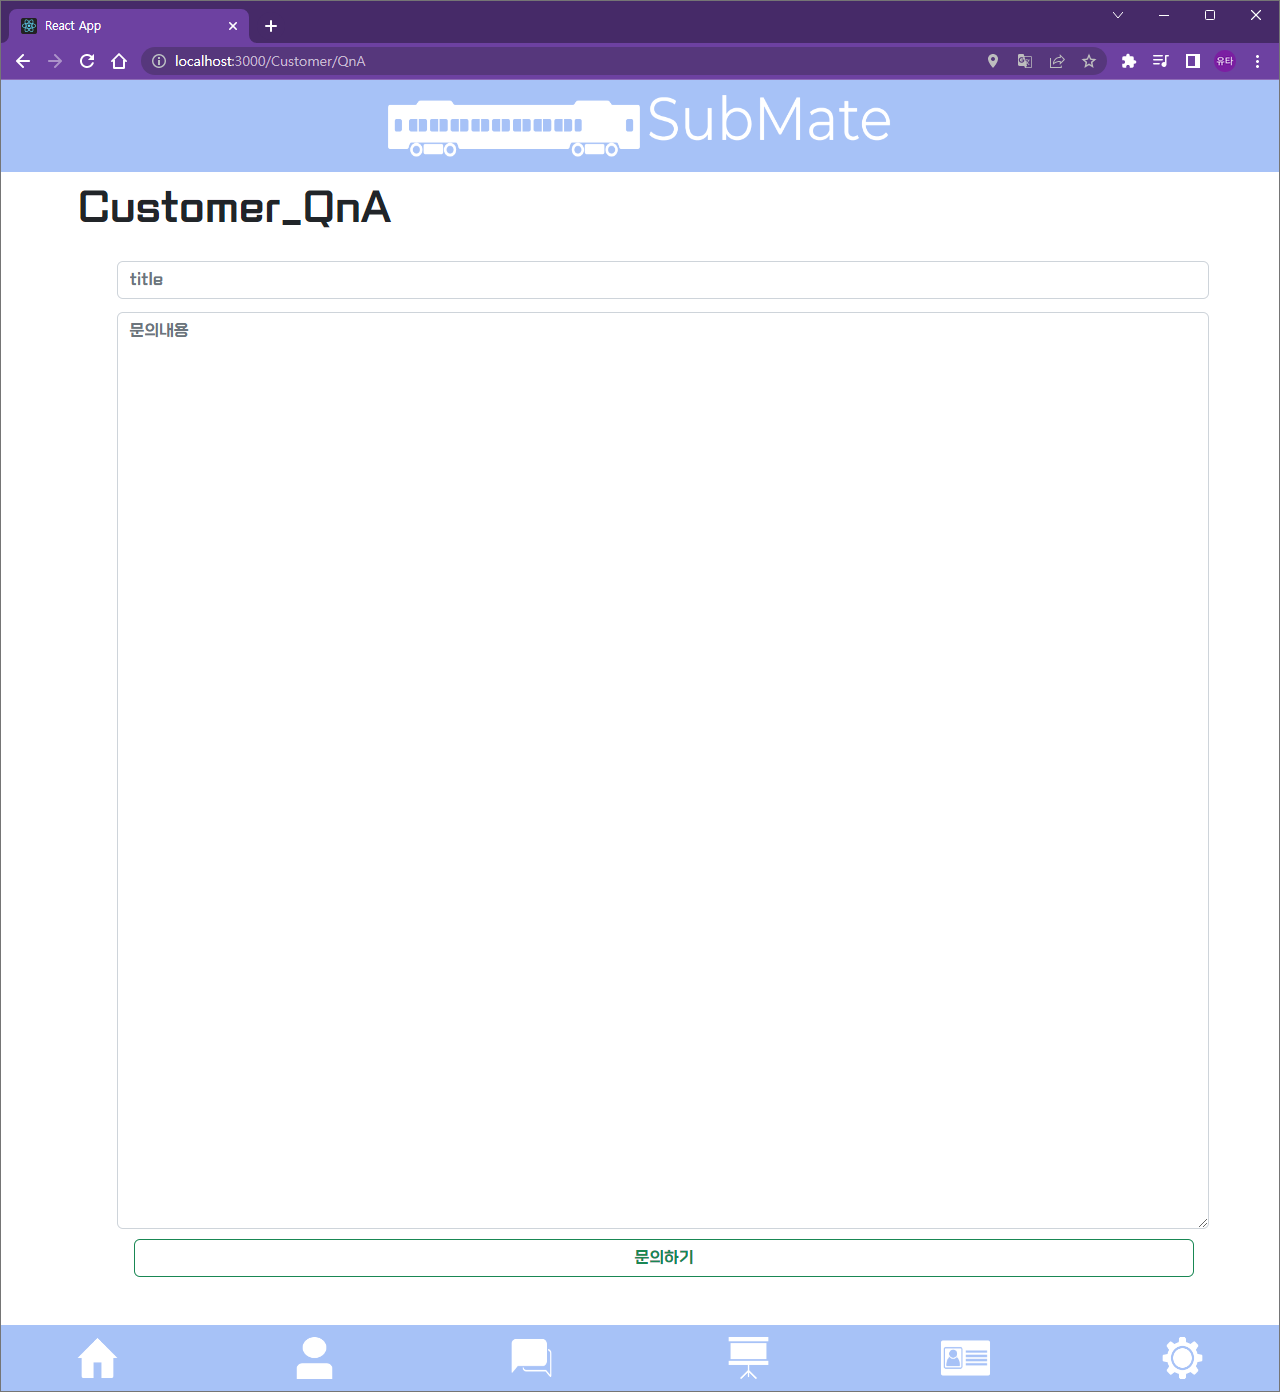 React App
localhost:3000/Customer/QnA
유타
SubMate
Customer_QnA
title
문의내용
문의하기